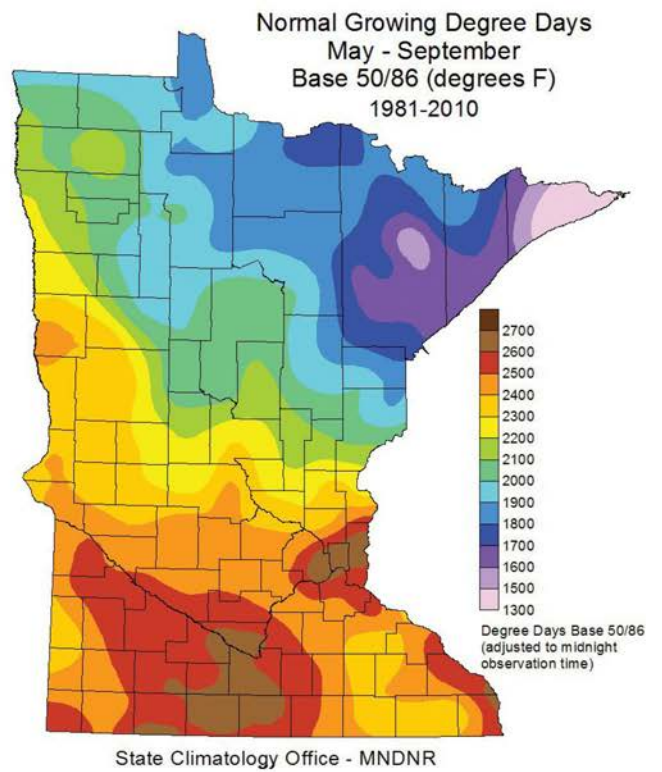 Normal Growing Degree Days
May - September
Base 50/86 (degrees F)
1981-2010
2700
2600
2500
2400
2300
2200
2100
2000
1900
1800
1700
1600
1500
1300
Degree Days Base 50/86
(adjusted to midnight
observation time)
State Climatology Office - MNDNR